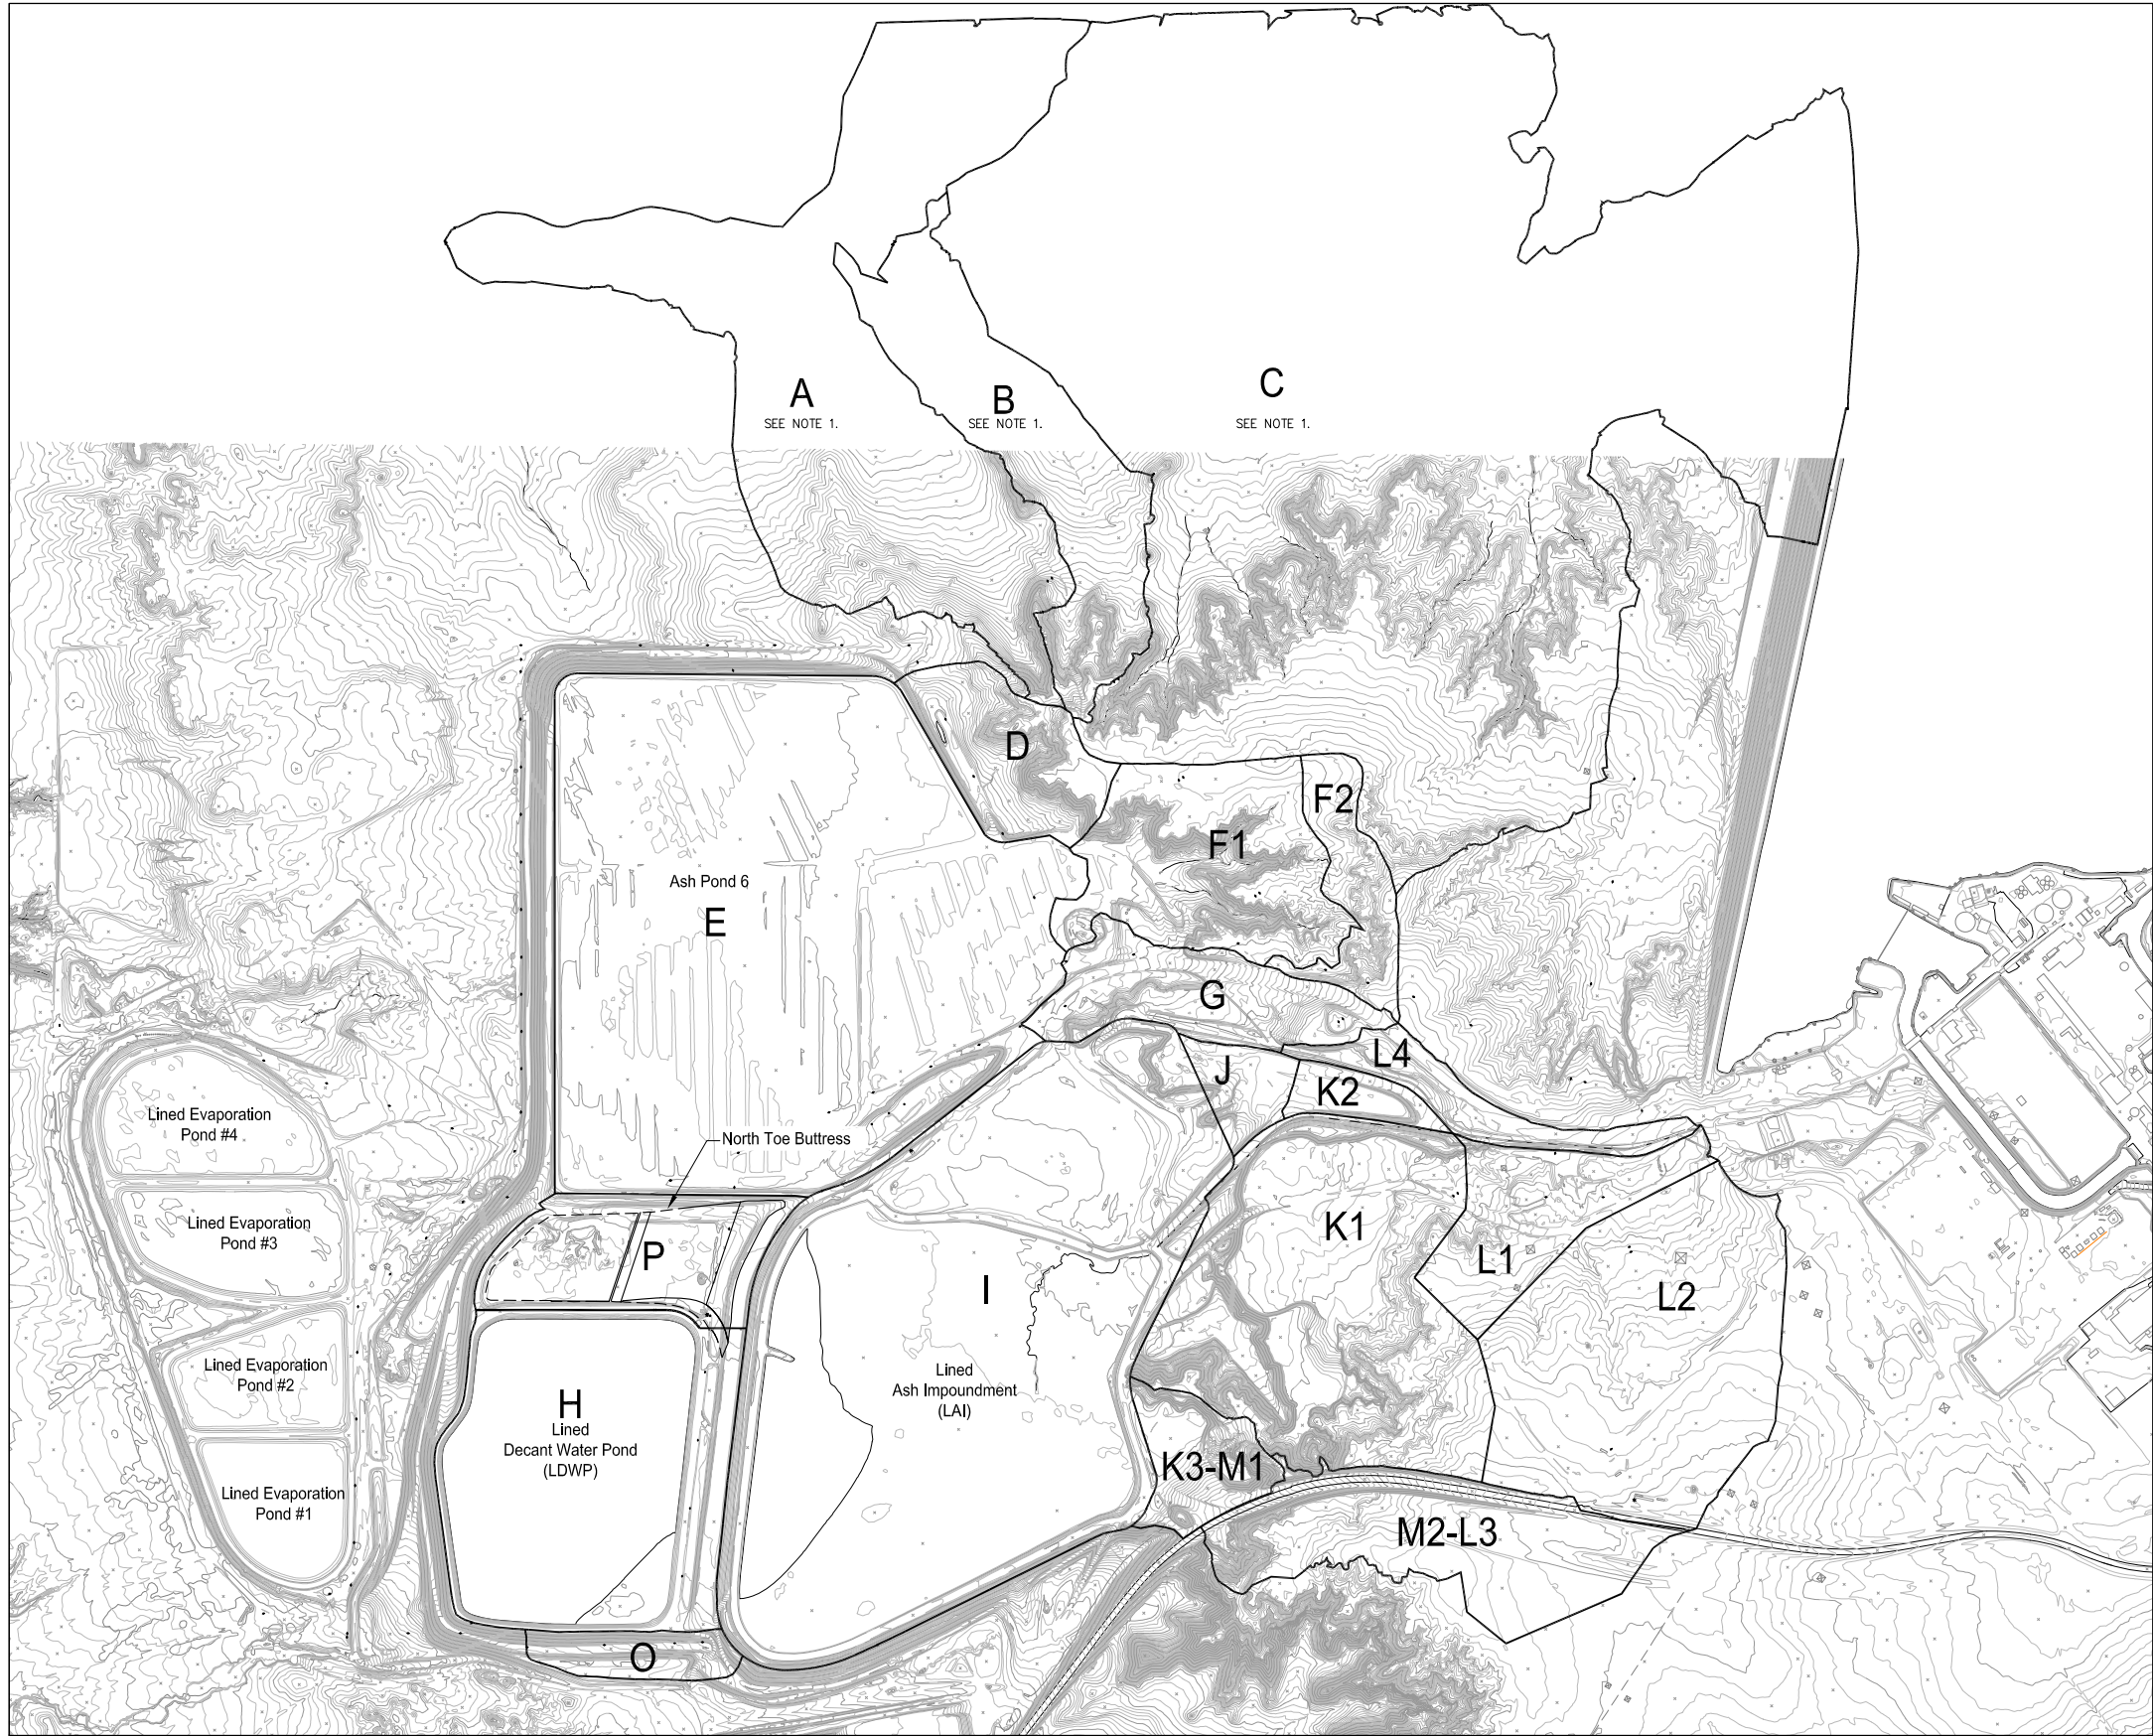 A
SEE NOTE 1.
B
SEE NOTE 1.
C
SEE NOTE 1.
D
F2
F1
Ash Pond 6
E
G
L4
J
K2
Lined Evaporation
Pond #4
North Toe Buttress
Lined Evaporation
Pond #3
P
K1
L1
I
L2
Lined Evaporation
Pond #2
Lined
Ash Impoundment
(LAI)
H
Lined
Decant Water Pond
(LDWP)
K3-M1
Lined Evaporation
Pond #1
M2-L3
O